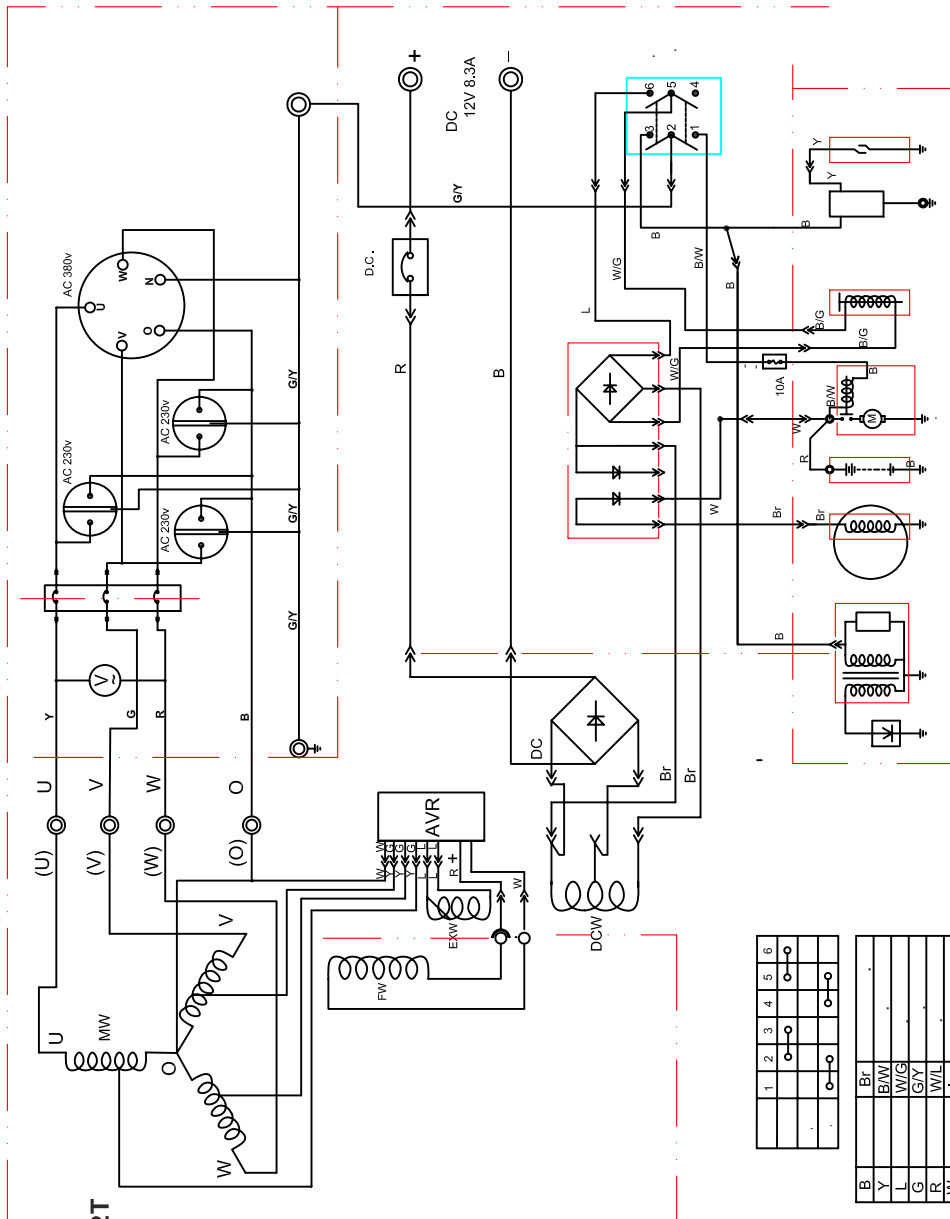 +
−
DC
12V 8.3A
6
5
4
3
2
1
AC 380v
U
W
V
N
O
G/Y
D.C.
Y
Y
B
W/G
B/W
B
B
L
AC 230v
AC 230v
AC 230v
G/Y
G/Y
G/Y
R
B
W/G
B/G
B/G
10A
B
B/W
M
W
R
B
W
Br
Br
B
V
~
Y
G
R
B
U
V
W
O
(U)
(V)
(W)
(O)
DC
Br
Br
AVR
W
G
G
L
L
W
Y
Y
L
L
R
+
W
EXW
FW
DCW
U
MW
V
O
W
1 2 3 4 5 6
B Br
Y B/W
L W/G
G G/Y
R W/L